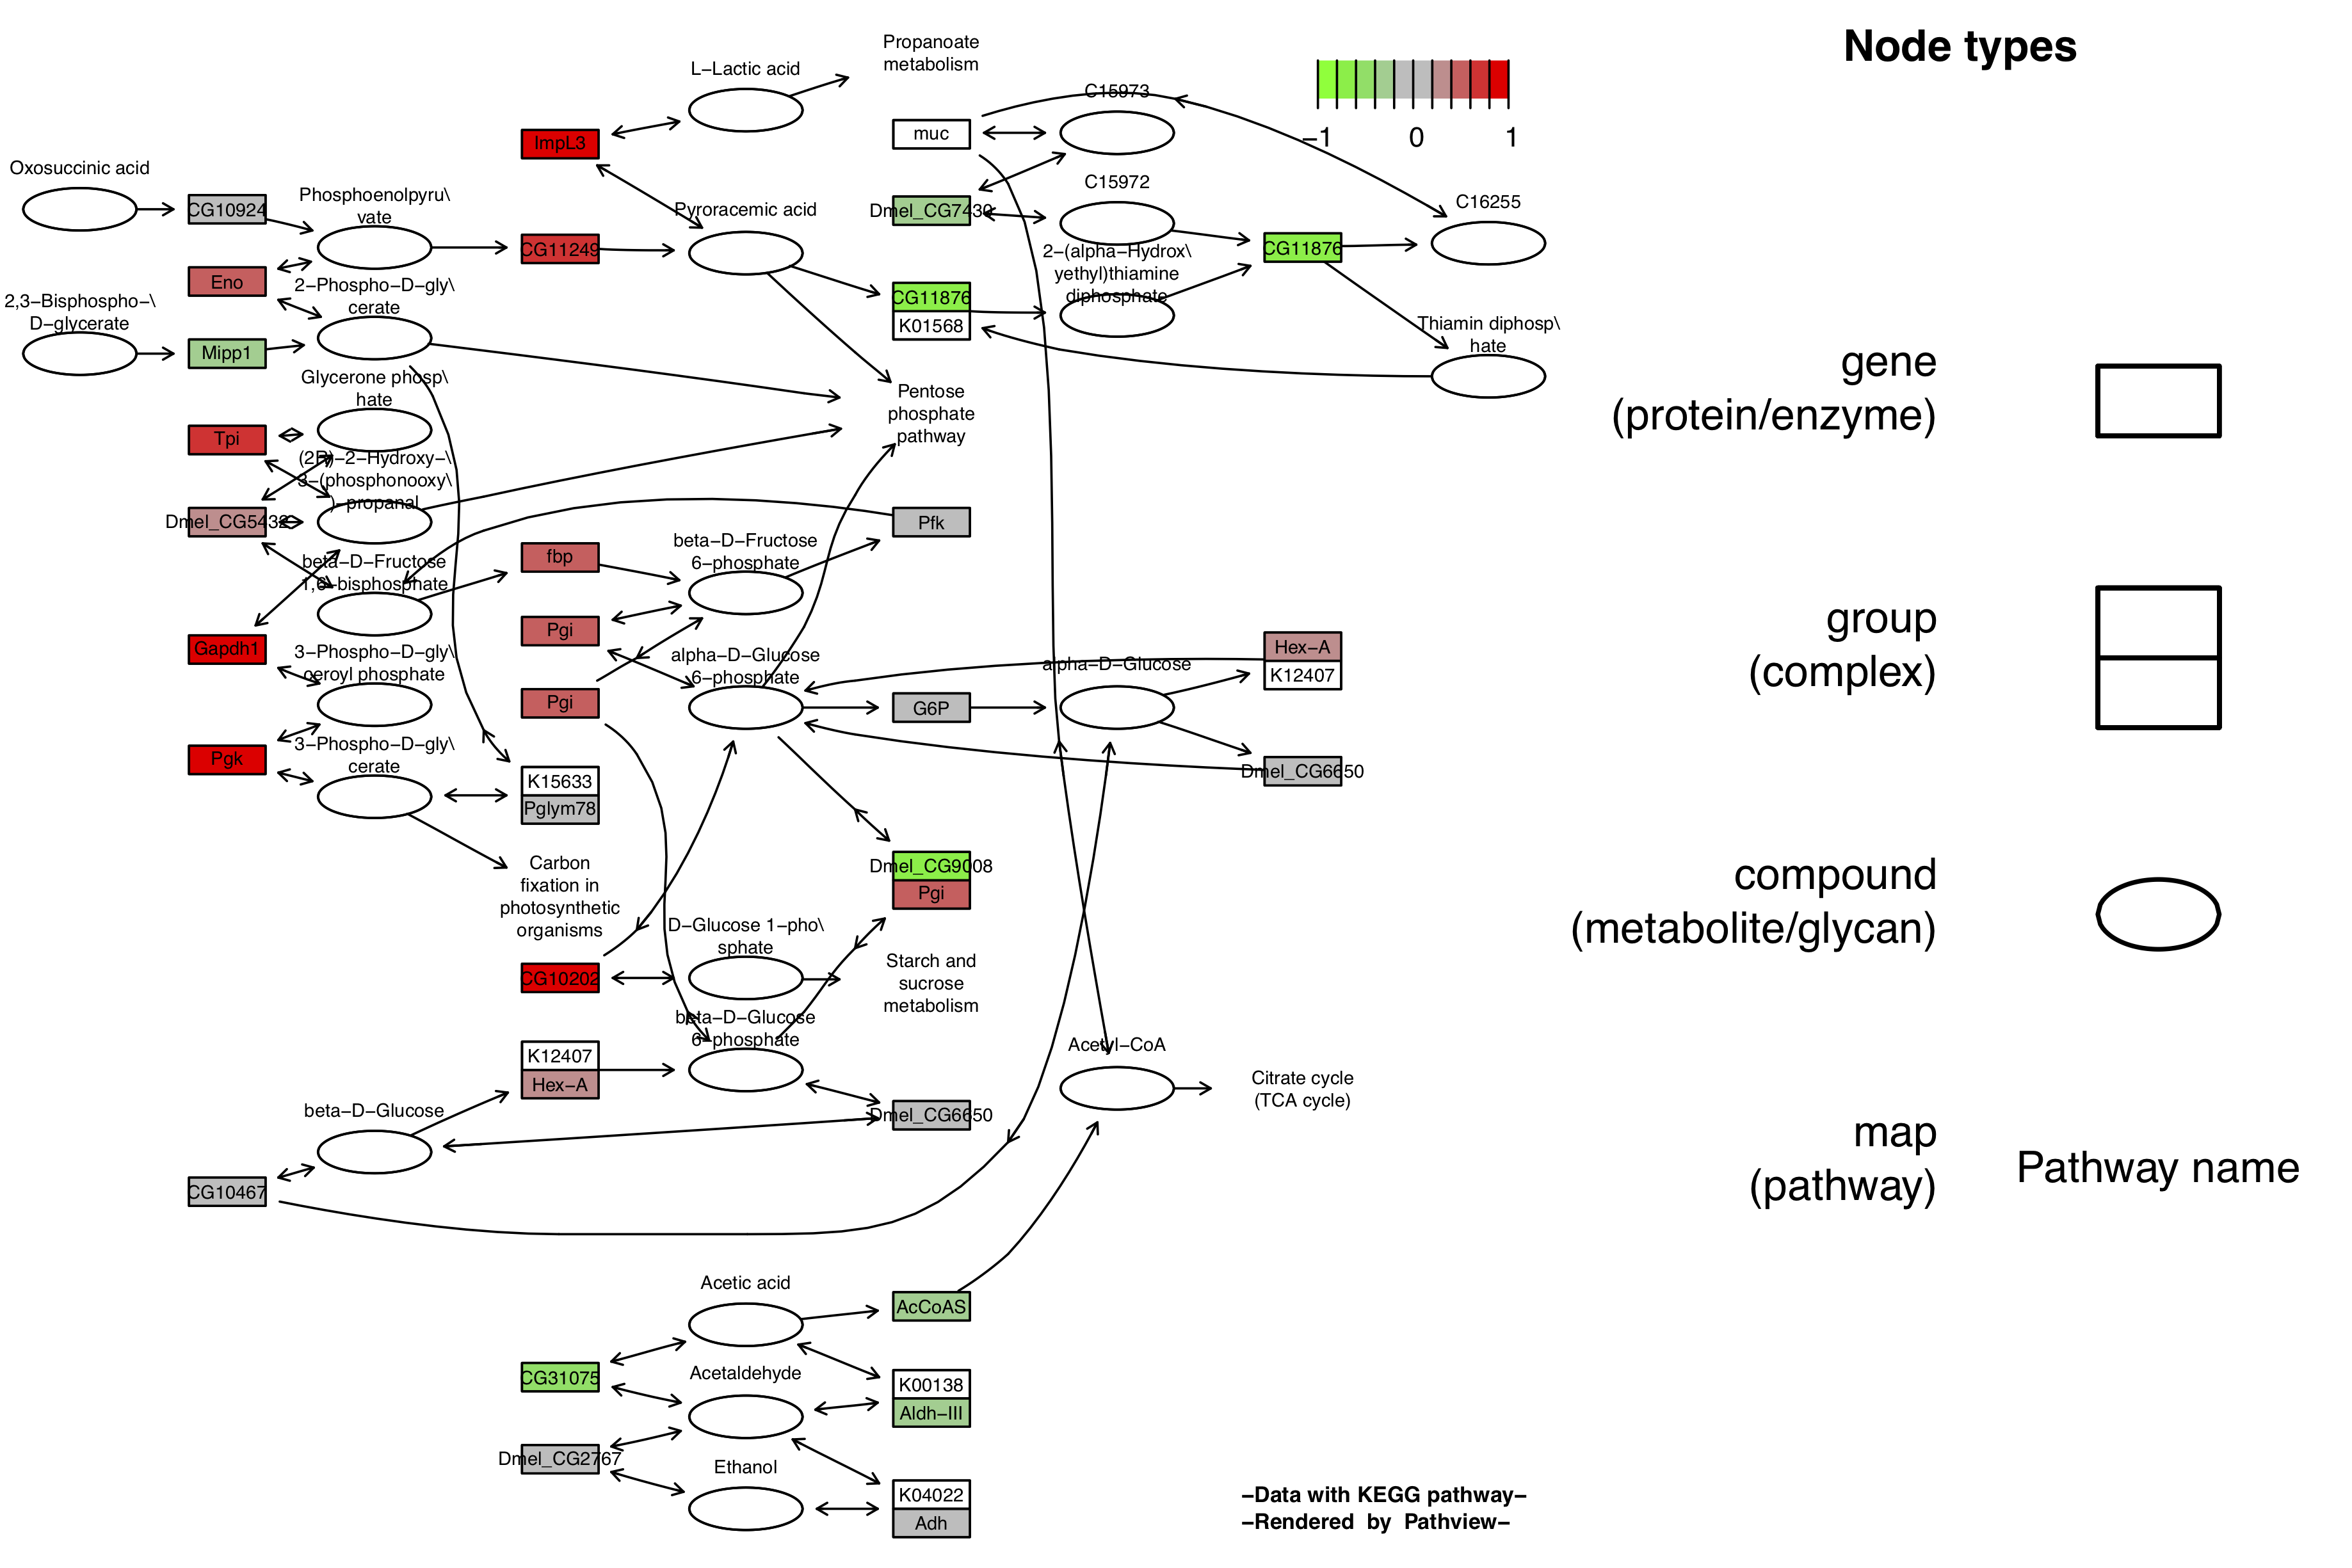 Node types
Propanoate
metabolism
L−Lactic acid
C15973
−1
0
1
muc
ImpL3
Oxosuccinic acid
CG10924
Phosphoenolpyru\
vate
Pyroracemic acid
Dmel_CG7430
C15972
C16255
CG11249
CG11876
2−(alpha−Hydrox\
yethyl)thiamine
diphosphate
Eno
2−Phospho−D−gly\
cerate
CG11876
K01568
2,3−Bisphospho−\
D−glycerate
Mipp1
Thiamin diphosp\
hate
Glycerone phosp\
hate
Pentose
phosphate
pathway
gene
(protein/enzyme)
Tpi
(2R)−2−Hydroxy−\
3−(phosphonooxy\
)−propanal
Dmel_CG5432
Pfk
beta−D−Fructose
1,6−bisphosphate
fbp
beta−D−Fructose
6−phosphate
Pgi
Gapdh1
3−Phospho−D−gly\
ceroyl phosphate
alpha−D−Glucose
6−phosphate
alpha−D−Glucose
Hex−A
K12407
group
(complex)
Pgi
G6P
Pgk
3−Phospho−D−gly\
cerate
Dmel_CG6650
K15633
Pglym78
Carbon
fixation in
photosynthetic
organisms
Dmel_CG9008
Pgi
compound
(metabolite/glycan)
D−Glucose 1−pho\
sphate
CG10202
Starch and
sucrose
metabolism
beta−D−Glucose
6−phosphate
K12407
Hex−A
Acetyl−CoA
Citrate cycle
(TCA cycle)
beta−D−Glucose
Dmel_CG6650
map
(pathway)
Pathway name
CG10467
Acetic acid
AcCoAS
CG31075
Acetaldehyde
K00138
Aldh−III
Dmel_CG2767
Ethanol
K04022
Adh
−Data with KEGG pathway−
−Rendered by Pathview−